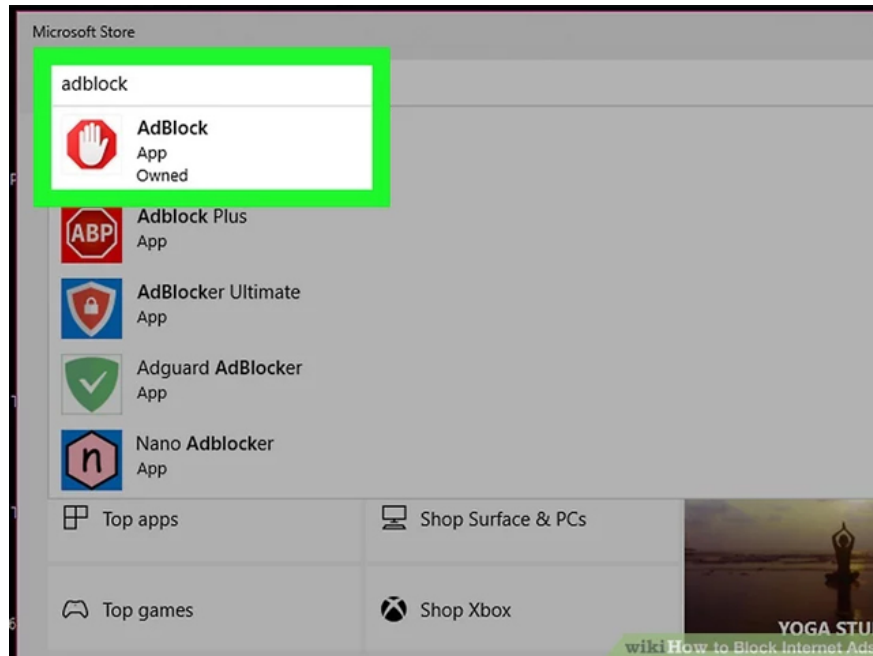 Microsoft Store
adblock
AdBlock
App
Owned
Adblock Plus
ABP
App
AdBlocker Ultimate
App
Adguard AdBlocker
App
Nano Adblocker
n
App
Top apps
Shop Surface & PCs
Top games
Shop Xbox
YOGA STU
wikiHow to Block Internet Ads